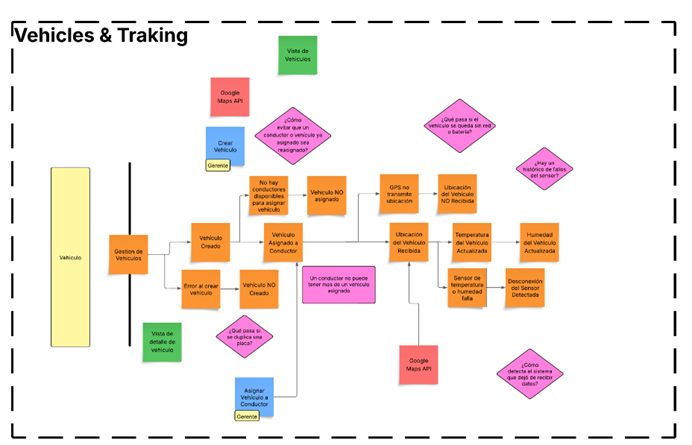 Vehicles & Traking
Vista de
Vehículos
Google
Maps API
¿Cómo
evitar que un
conductor o vehículo ya
asignado sea
reasignado?
¿Qué pasa si el
vehículo se queda sin red
o batería?
Crear
Vehículo
Gerente
¿Hay un
histórico de fallos
del sensor?
No hay
conductores
disponibles
para asignar
vehículo
Vehículo NO
asignado
GPS no
transmite
ubicación
Ubicación
del Vehículo
NO Recibida
Vehículo
Gestion de
Vehículos
Vehículo
Creado
Vehículo
Asignado a
Conductor
Ubicación
del Vehículo
Recibida
Temperatura
del Vehículo
Actualizada
Humedad
del Vehículo
Actualizada
Error al crear
vehículo
Vehículo NO
Creado
Un conductor no puede
tener mas de un vehículo
asignado
Sensor de
temperatura
o humedad
falla
Desconexión
del Sensor
Detectada
Vista de
detalle de
vehículo
¿Qué pasa si
se duplica una
placa?
Google
Maps API
¿Cómo
detecta el sistema
que dejó de recibir
datos?
Asignar
Vehículo a
Conductor
Gerente